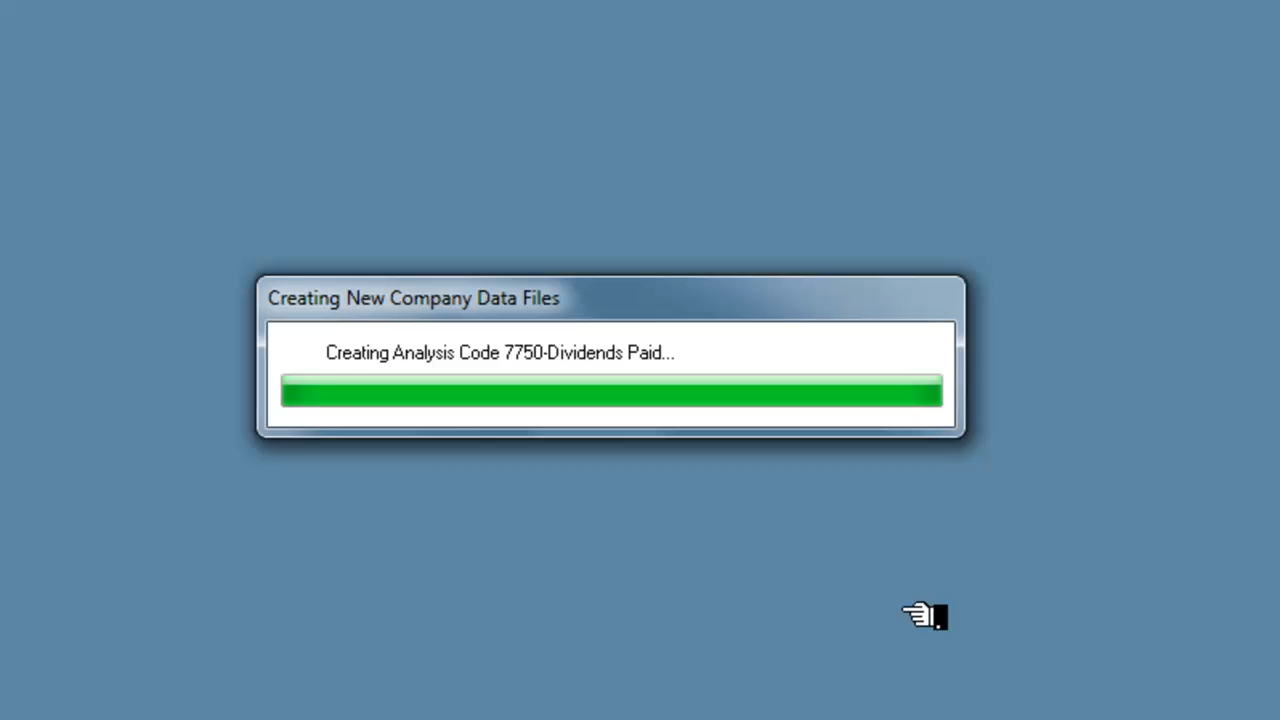 Creating New Company Data Files
Creating Analysis Code 7750-Dividends Paid...